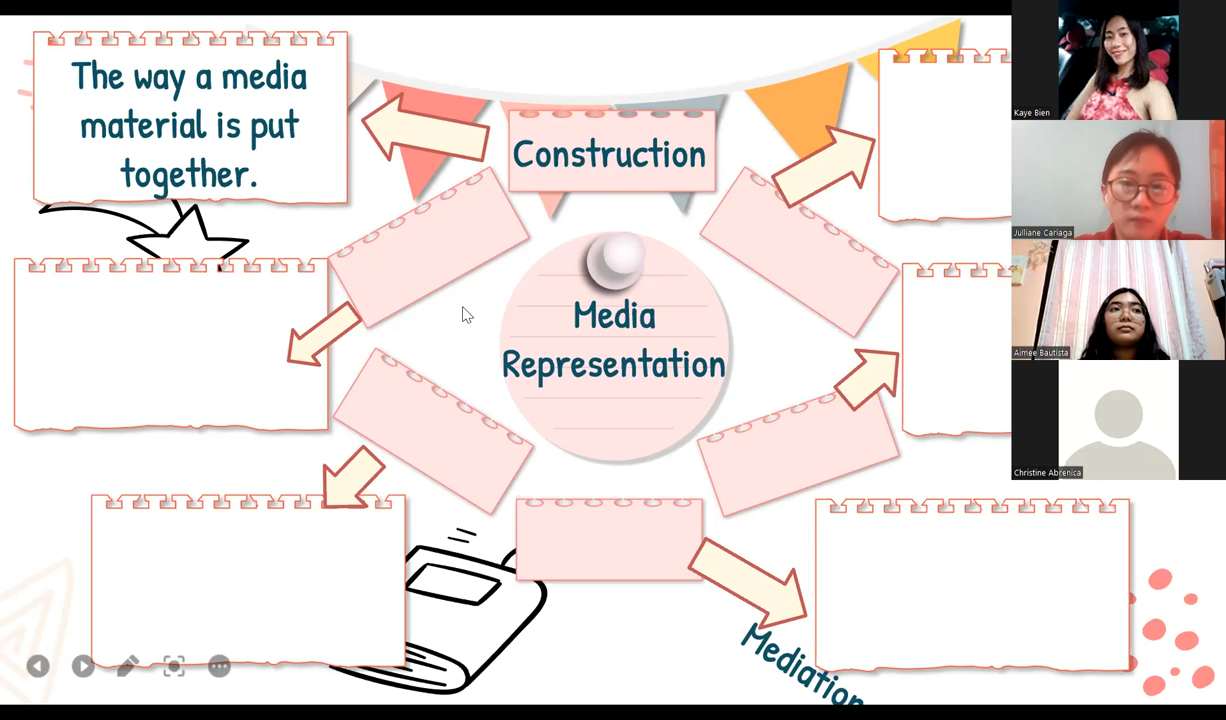 The way a media
material is put
together.
Construction
Media
Representation
Mediation
Kaye Bien
Julliane Cariaga
Aimee Bautista
Christine Abrenica